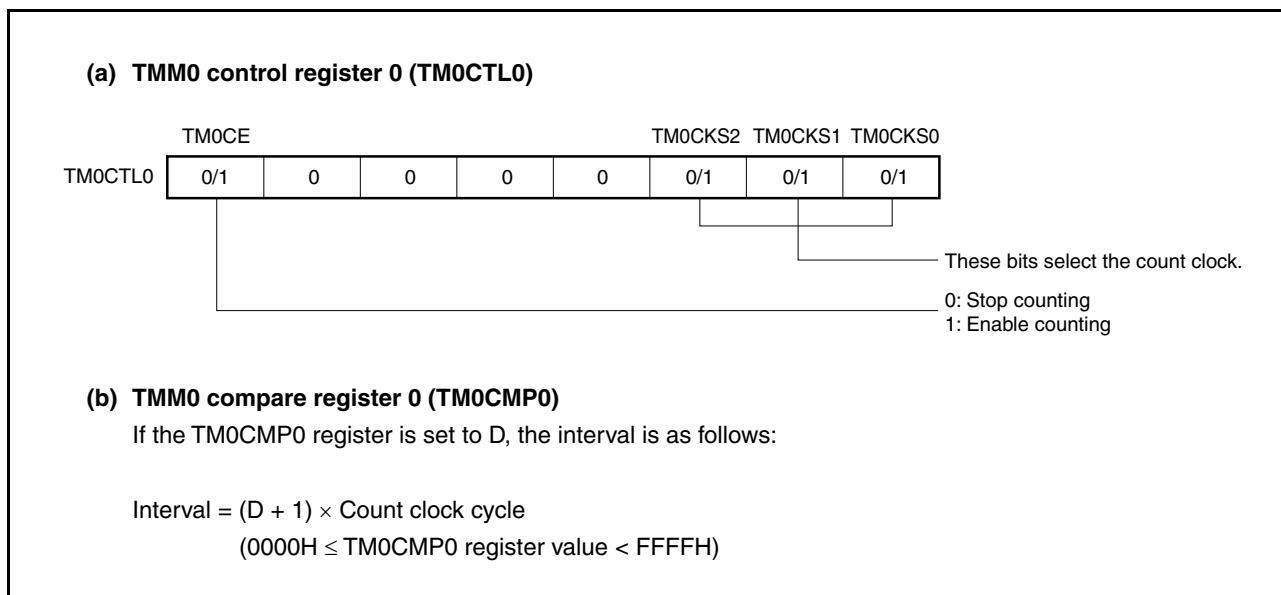 (a) TMM0 control register 0 (TM0CTL0)
TM0CE TM0CKS2 TM0CKS1 TM0CKS0
TM0CTL0 0/1 0 0 0 0 0/1 0/1 0/1
These bits select the count clock.
0: Stop counting
1: Enable counting
(b) TMM0 compare register 0 (TM0CMP0)
If the TM0CMP0 register is set to D, the interval is as follows:
Interval = (D + 1) × Count clock cycle
(0000H ≤ TM0CMP0 register value < FFFFH)